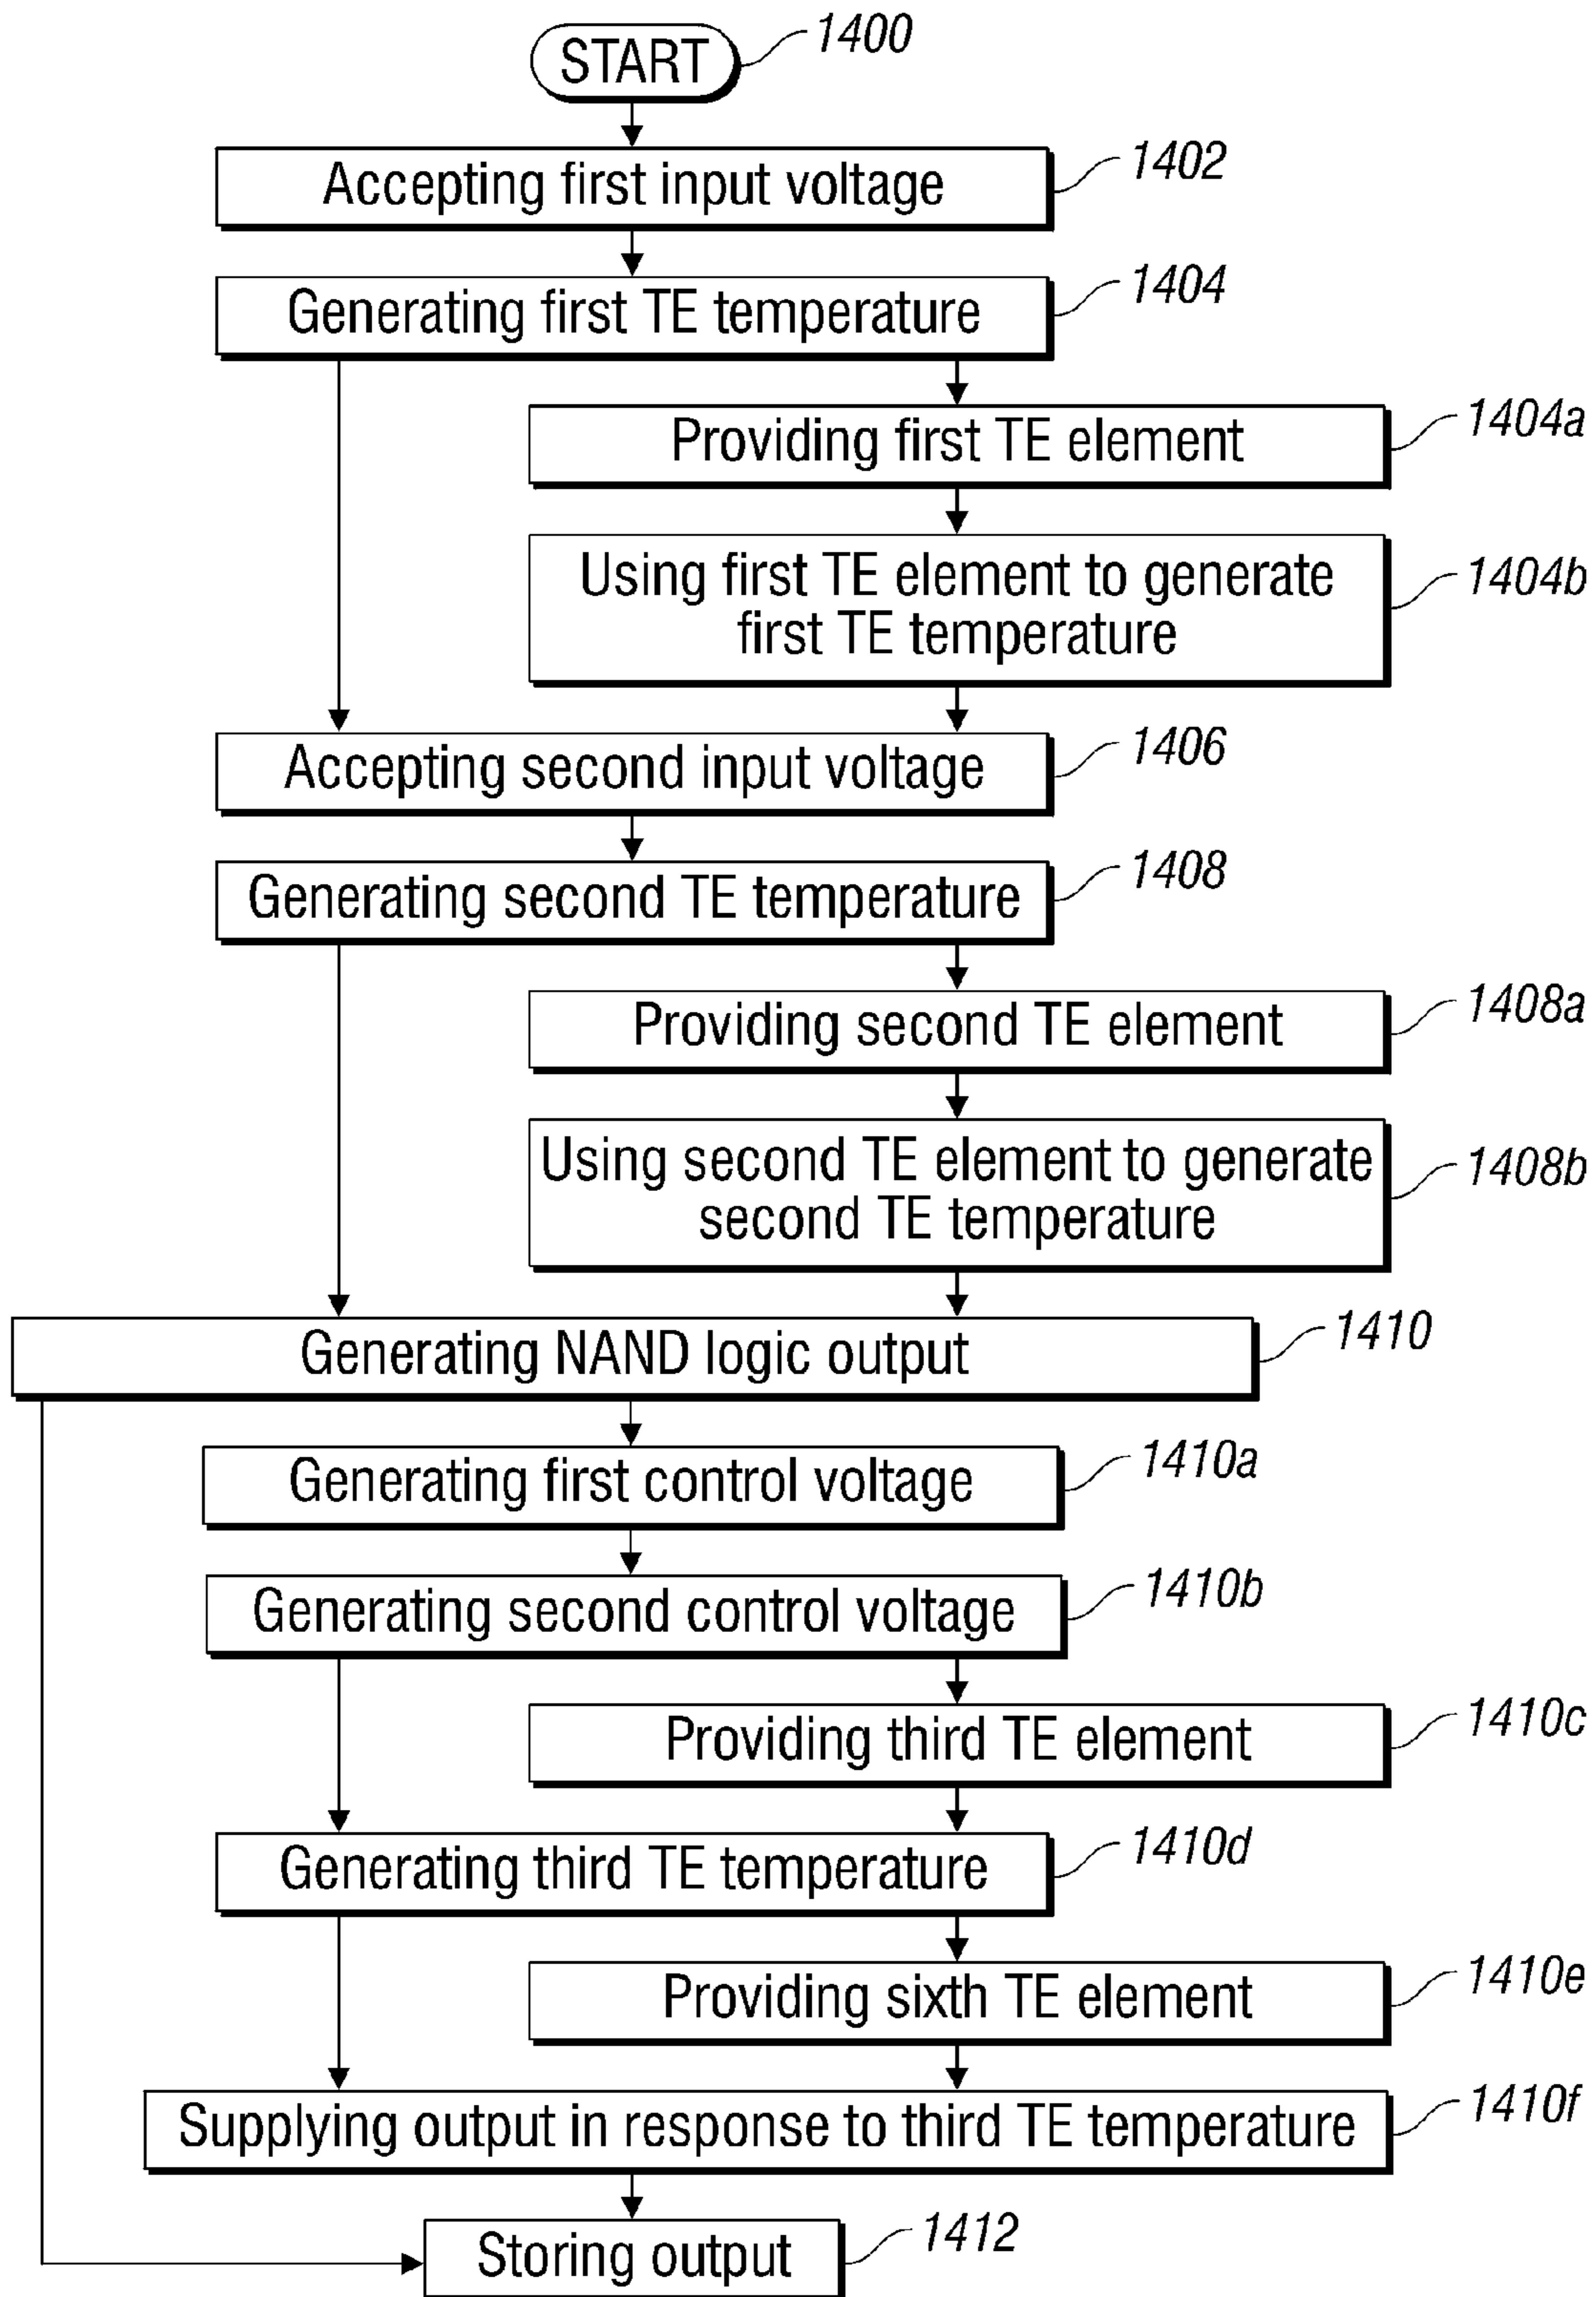 START
1400
Accepting first input voltage
1402
Generating first TE temperature
1404
Providing first TE element
1404a
Using first TE element to generate
first TE temperature
1404b
Accepting second input voltage
1406
Generating second TE temperature
1408
Providing second TE element
1408a
Using second TE element to generate
second TE temperature
1408b
Generating NAND logic output
1410
Generating first control voltage
1410a
Generating second control voltage
1410b
Providing third TE element
1410c
Generating third TE temperature
1410d
Providing sixth TE element
1410e
Supplying output in response to third TE temperature
1410f
Storing output
1412